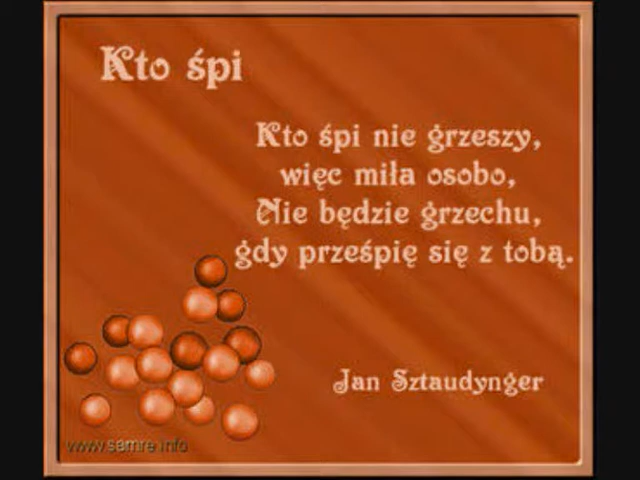 Kto śpi
Kto śpi nie grzeszy,
więc miła osobo,
Nie będzie grzechu,
gdy prześpię się z tobą.
Jan Sztaudynger
www.samre.info